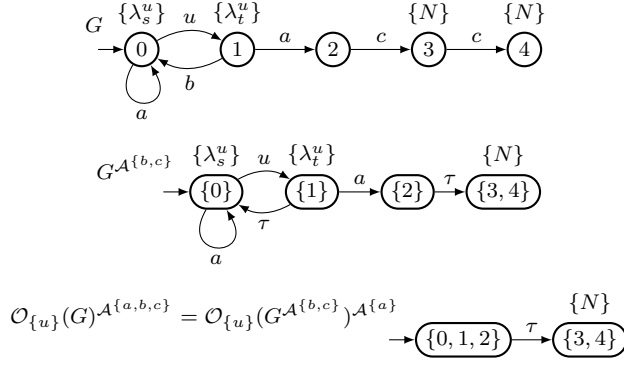 G {λ_s^u} {λ_t^u} {N} {N}
u
0 1 a 2 c 3 c 4
b
a
G^{𝒜^{\{b,c\}}} {λ_s^u} {λ_t^u} {N}
u
{0} {1} a {2} τ {3, 4}
τ
a
𝒪_{\{u\}}(G)^{𝒜^{\{a,b,c\}}} = 𝒪_{\{u\}}(G^{𝒜^{\{b,c\}}})^{𝒜^{\{a\}}} {N}
{0, 1, 2} τ {3, 4}